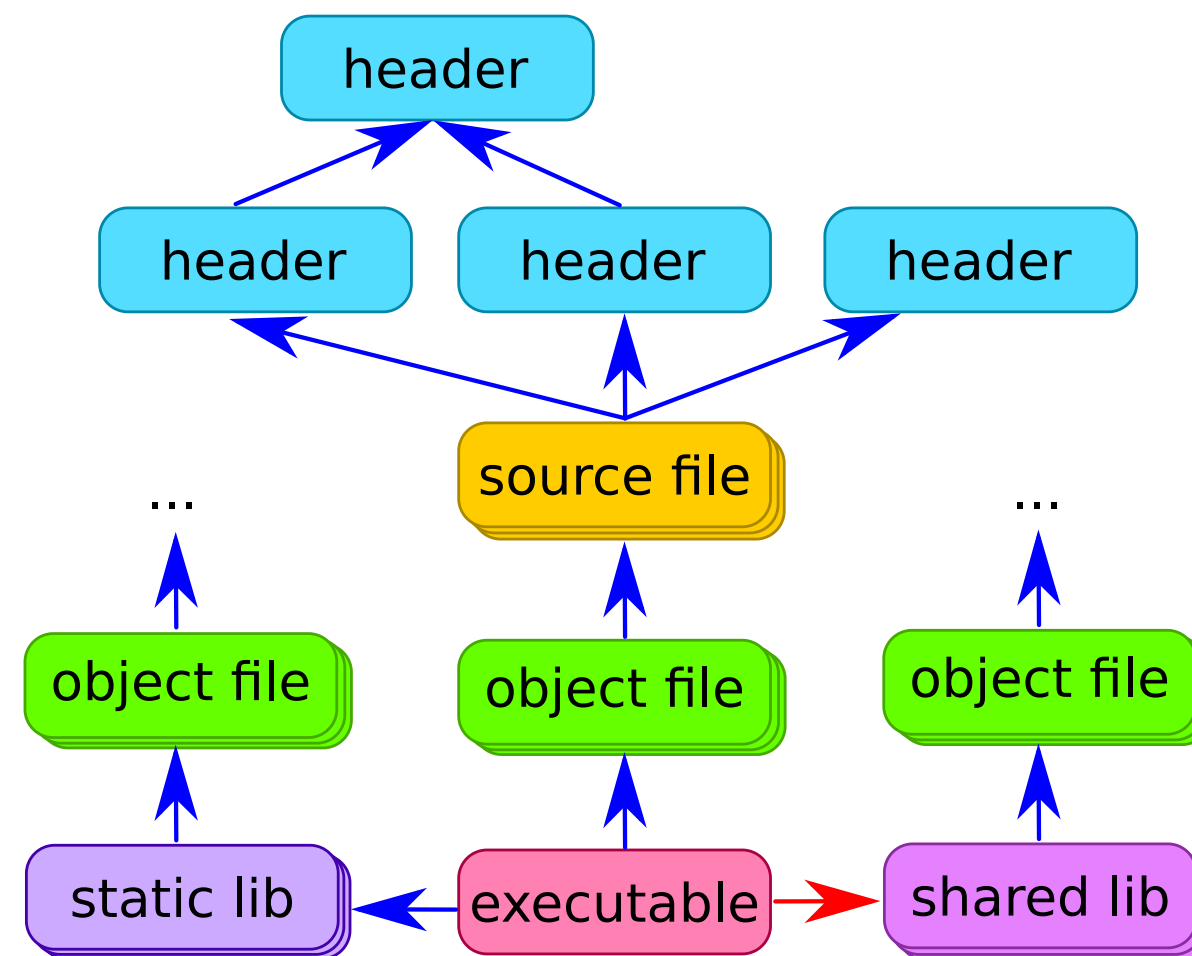 header
header
header
header
source file
...
...
object file
object file
object file
static lib
executable
shared lib